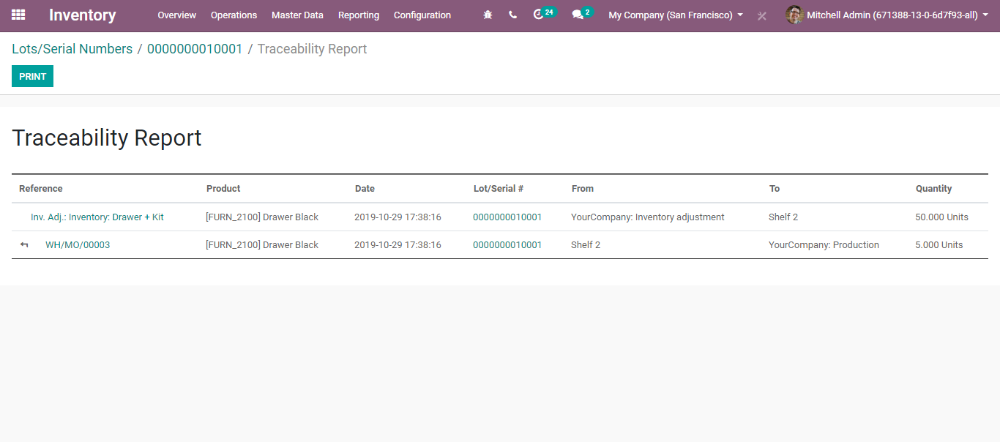 Inventory Overview Operations Master Data Reporting Configuration 24 2 My Company (San Francisco) Mitchell Admin (671388-13-0-6d7f93-all)
Lots/Serial Numbers / 0000000010001 / Traceability Report
PRINT
Traceability Report
Reference Product Date Lot/Serial # From To Quantity
Inv. Adj.: Inventory: Drawer + Kit [FURN_2100] Drawer Black 2019-10-29 17:38:16 0000000010001 YourCompany: Inventory adjustment Shelf 2 50.000 Units
WH/MO/00003 [FURN_2100] Drawer Black 2019-10-29 17:38:16 0000000010001 Shelf 2 YourCompany: Production 5.000 Units